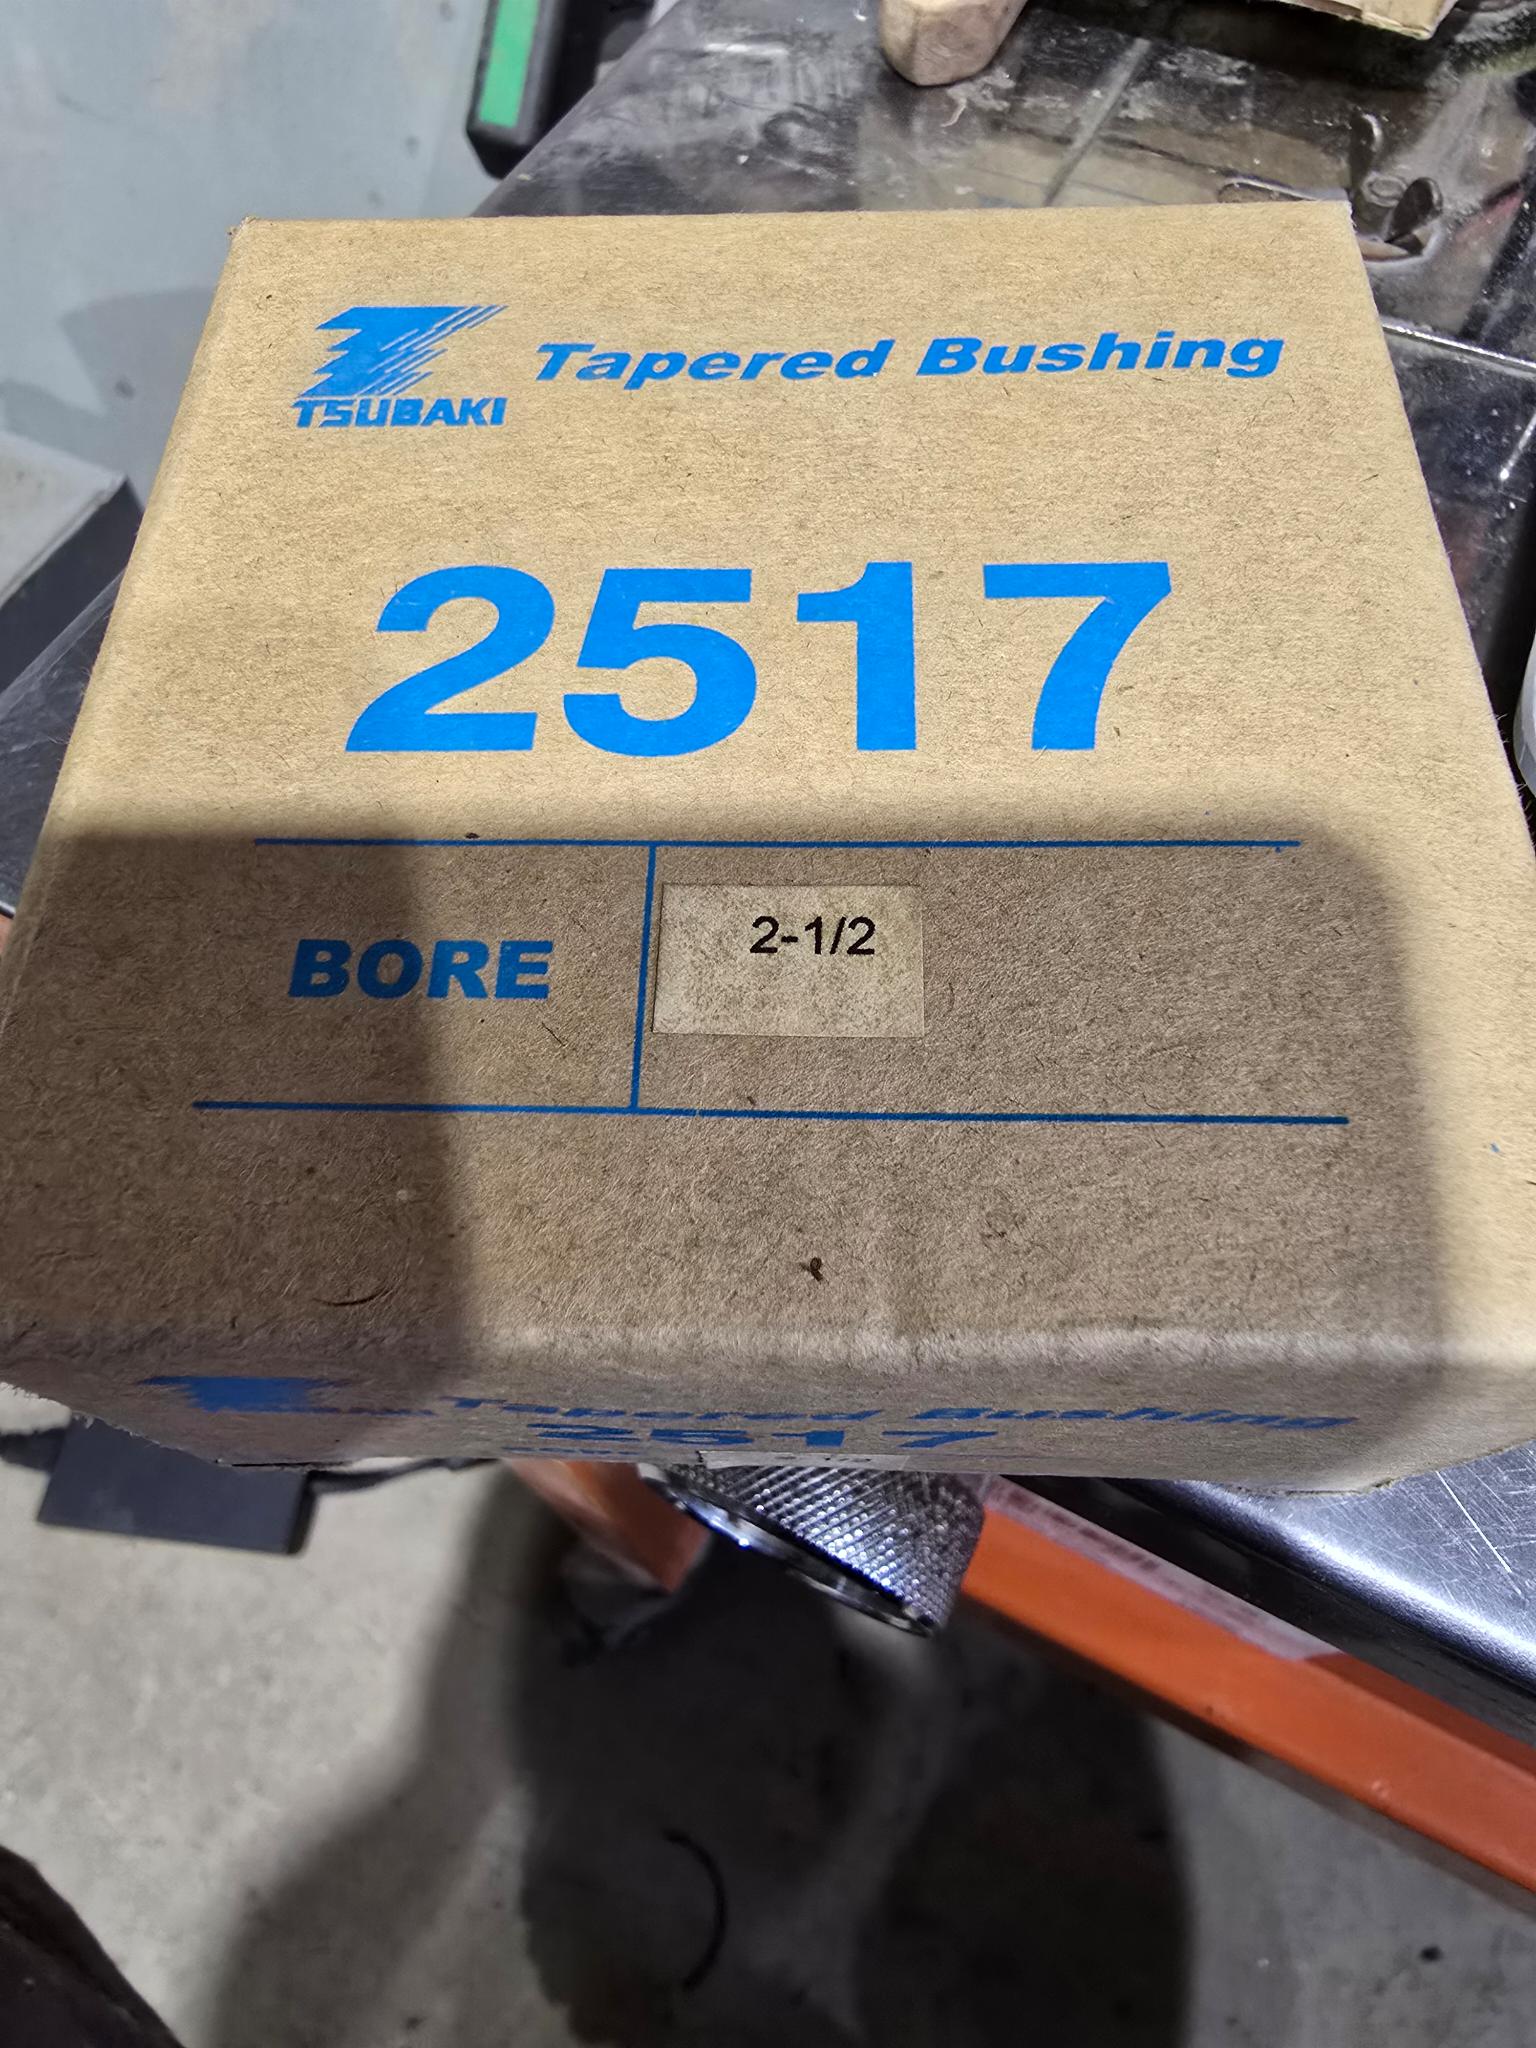 TSUBAKI
Tapered Bushing
2517
BORE
2-1/2
Tapered Bushing
2517